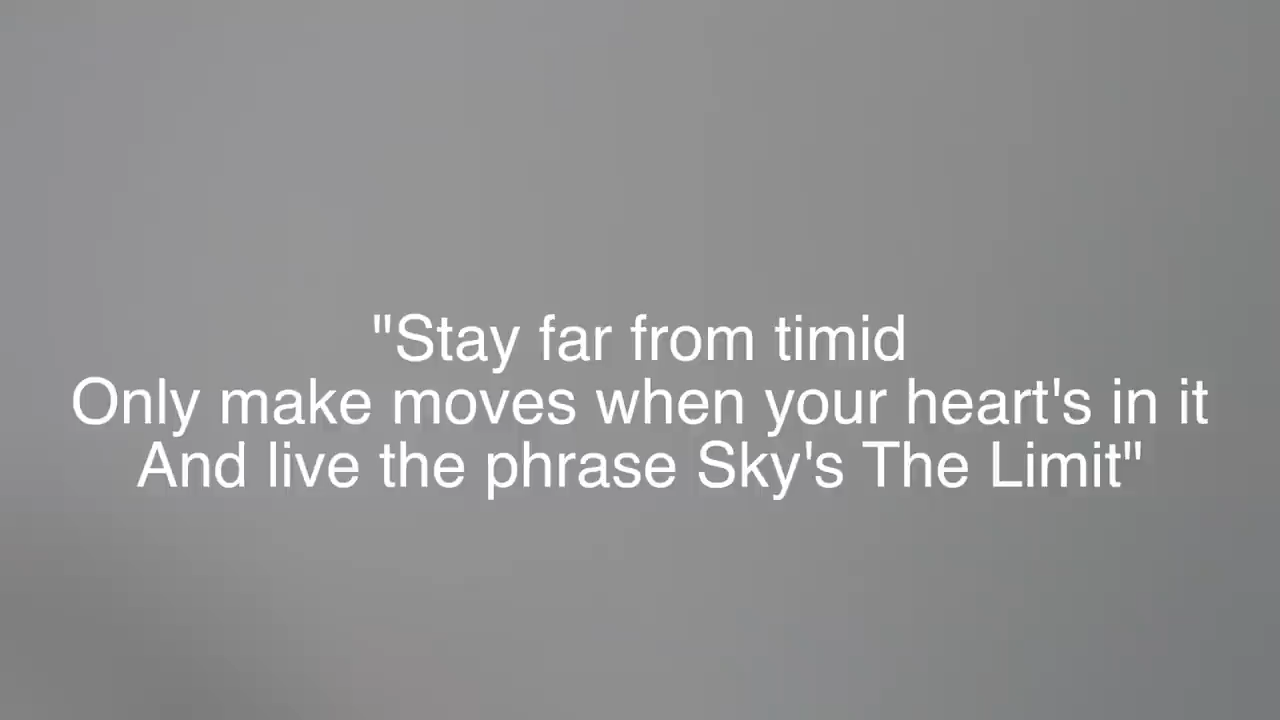 "Stay far from timid
Only make moves when your heart's in it
And live the phrase Sky's The Limit"